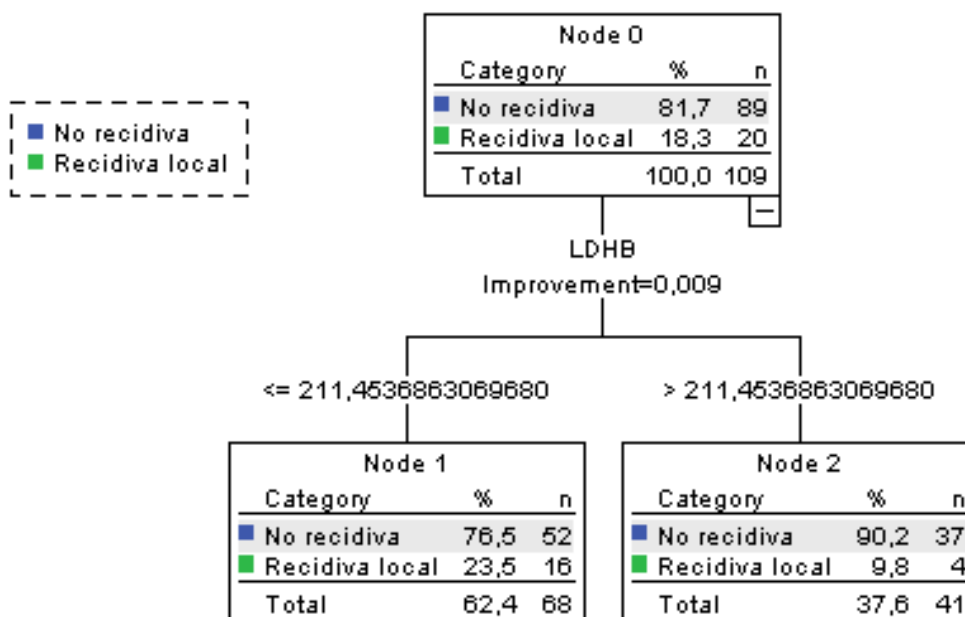 Node 0
Category % n
No recidiva 81,7 89
Recidiva local 18,3 20
Total 100,0 109
No recidiva
Recidiva local
LDHB
Improvement=0,009
<= 211,4536863069680
> 211,4536863069680
Node 1
Category % n
No recidiva 76,5 52
Recidiva local 23,5 16
Total 62,4 68
Node 2
Category % n
No recidiva 90,2 37
Recidiva local 9,8 4
Total 37,6 41